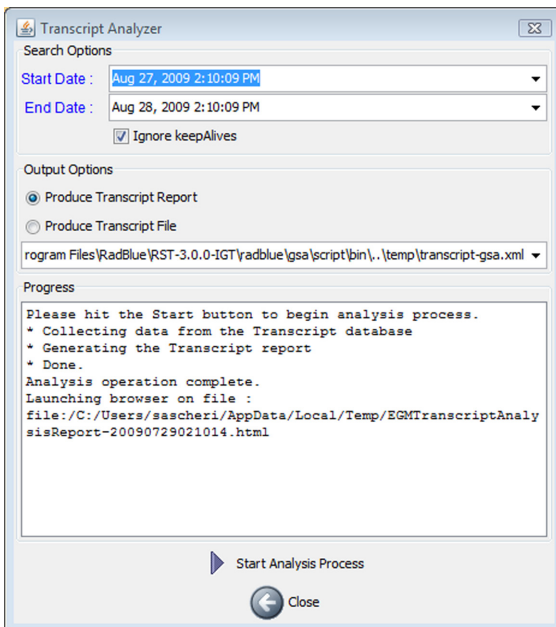 Transcript Analyzer
Search Options
Start Date : Aug 27, 2009 2:10:09 PM
End Date : Aug 28, 2009 2:10:09 PM
Ignore keepAlives
Output Options
Produce Transcript Report
Produce Transcript File
rogram Files\RadBlue\RST-3.0.0-IGT\radblue\gsa\script\bin\..\temp\transcript-gsa.xml
Progress
Please hit the Start button to begin analysis process.
* Collecting data from the Transcript database
* Generating the Transcript report
* Done.
Analysis operation complete.
Launching browser on file :
file:/C:/Users/sascheri/AppData/Local/Temp/EGMTranscriptAnaly
sisReport-20090729021014.html
Start Analysis Process
Close